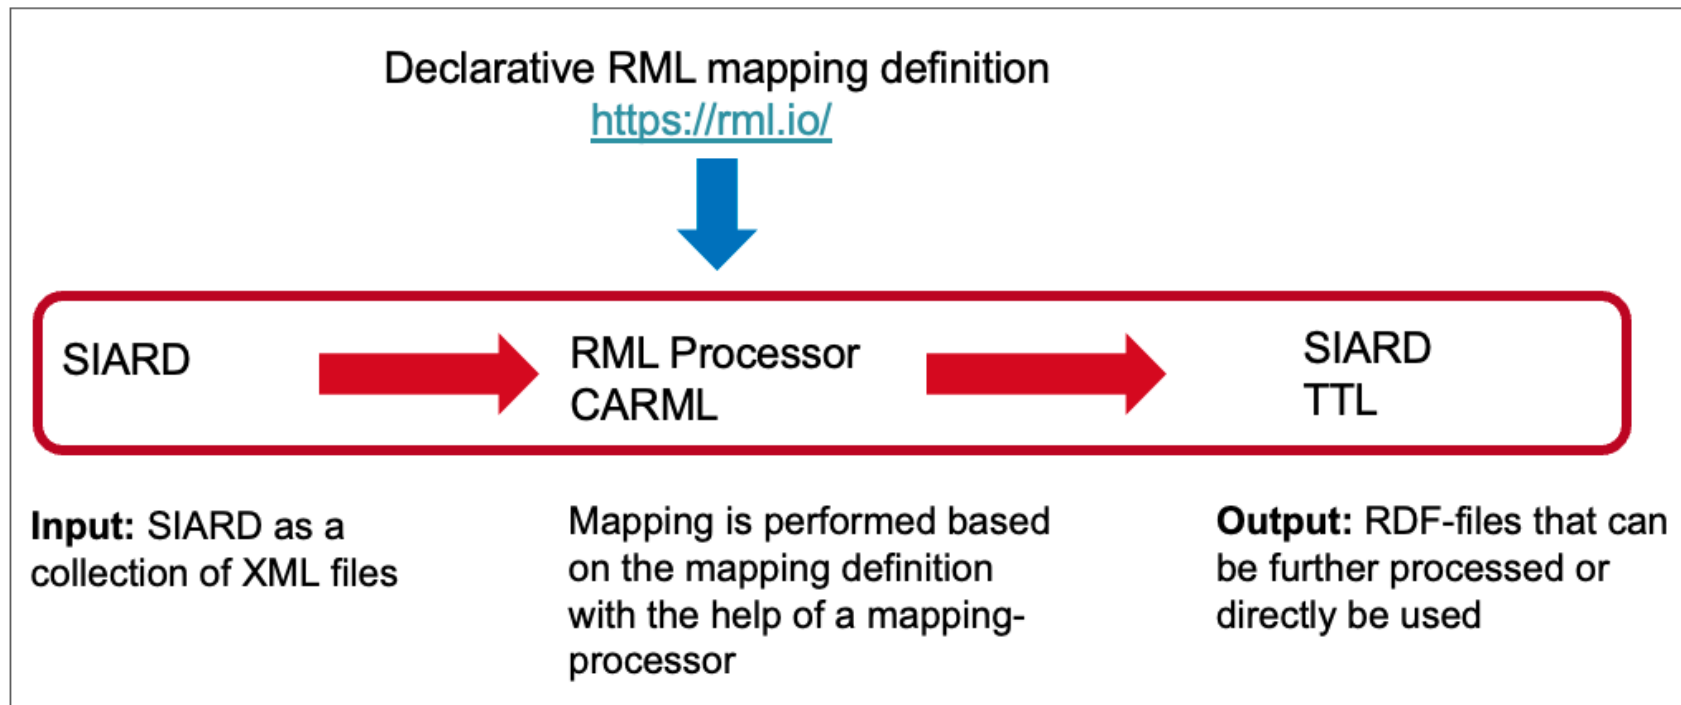 Declarative RML mapping definition
https://rml.io/
SIARD
RML Processor
CARML
SIARD
TTL
Input: SIARD as a
collection of XML files
Mapping is performed based
on the mapping definition
with the help of a mapping-
processor
Output: RDF-files that can
be further processed or
directly be used